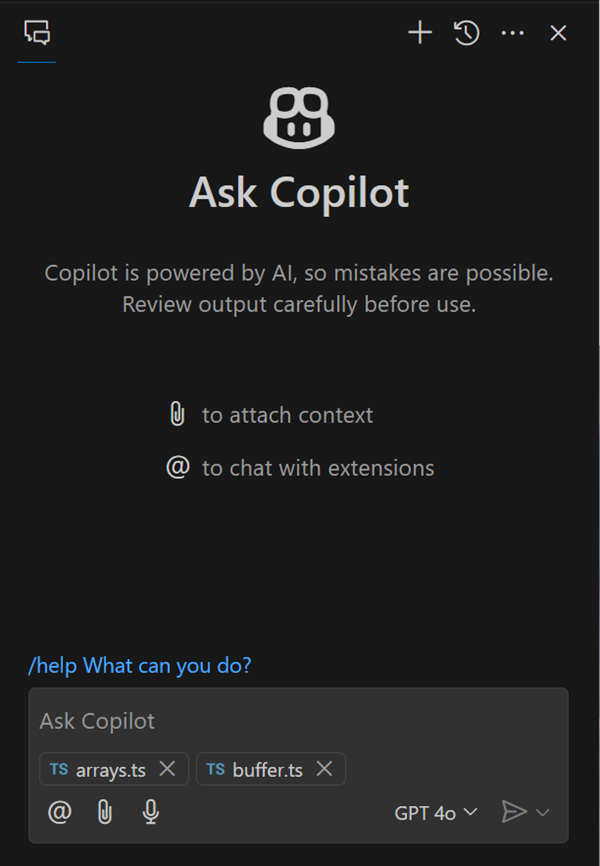 Ask Copilot
Copilot is powered by AI, so mistakes are possible.
Review output carefully before use.
to attach context
@ to chat with extensions
/help What can you do?
Ask Copilot
TS arrays.ts TS buffer.ts
@ GPT 4o